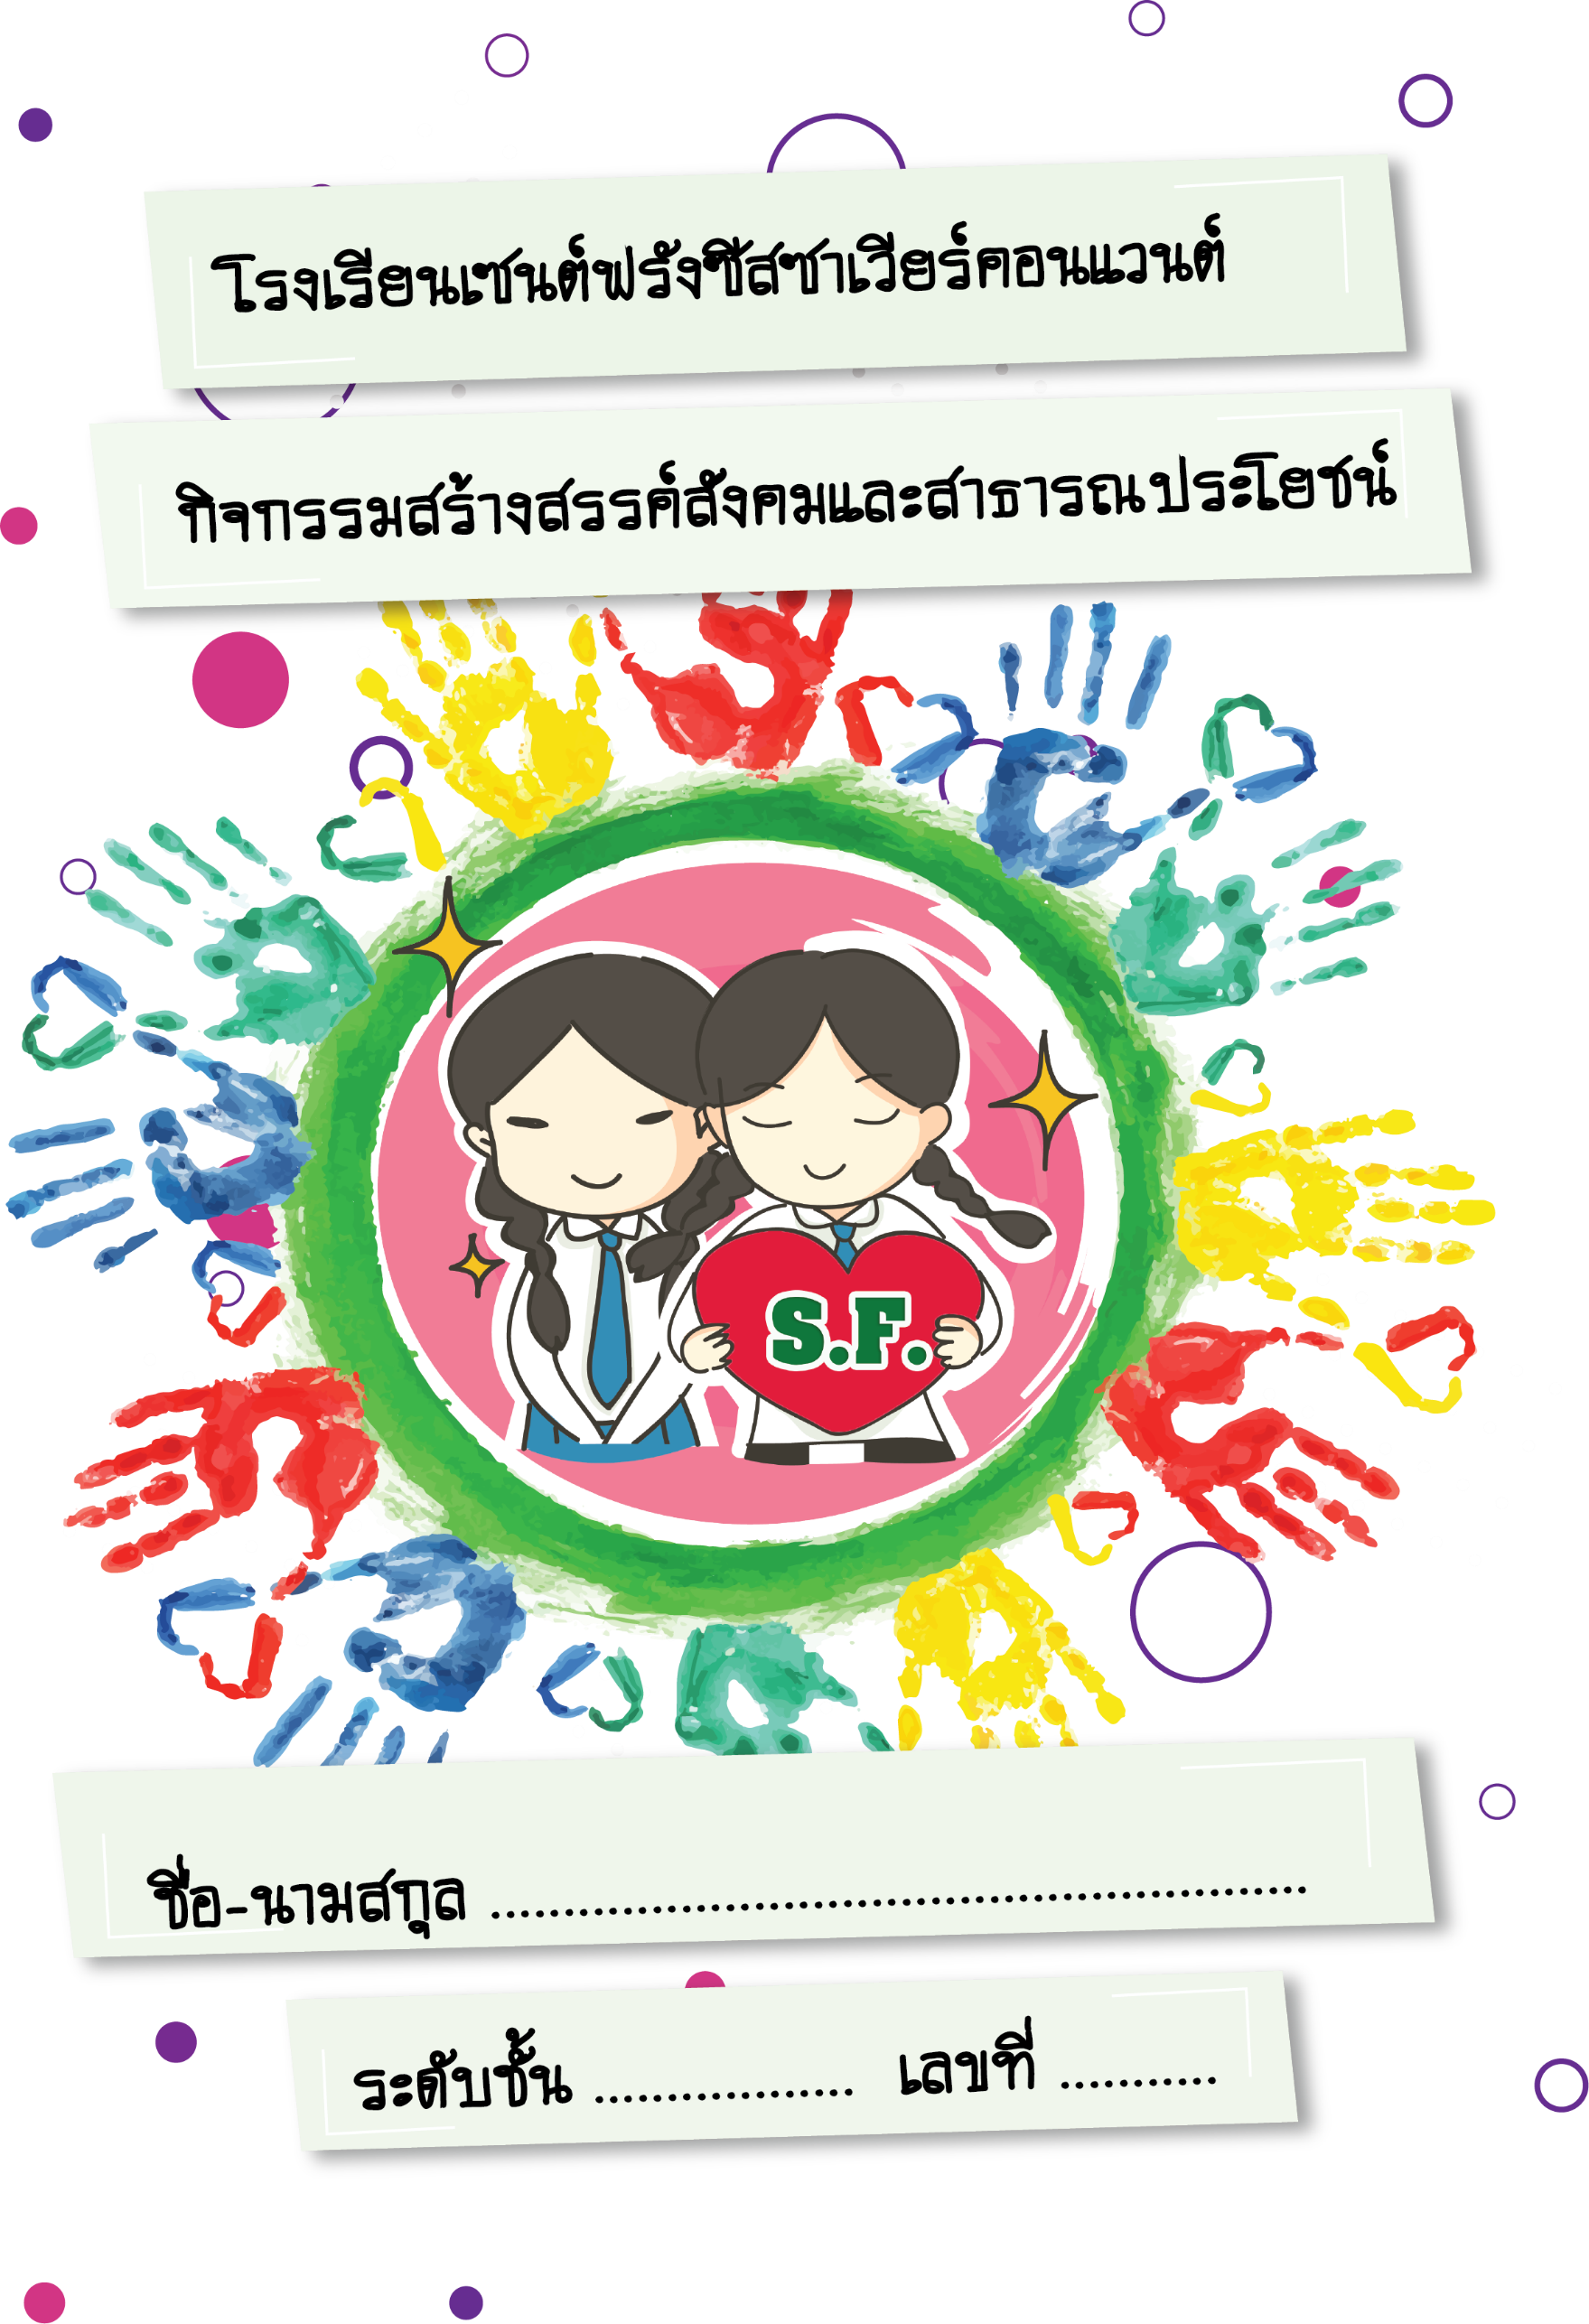 โรงเรียนเซนต์ฟรังซีสซาเวียร์คอนแวนต์
กิจกรรมสร้างสรรค์สังคมและสาธารณประโยชน์
S.F.
ชื่อ-นามสกุล ........................................................
ระดับชั้น .................. เลขที่ ...........